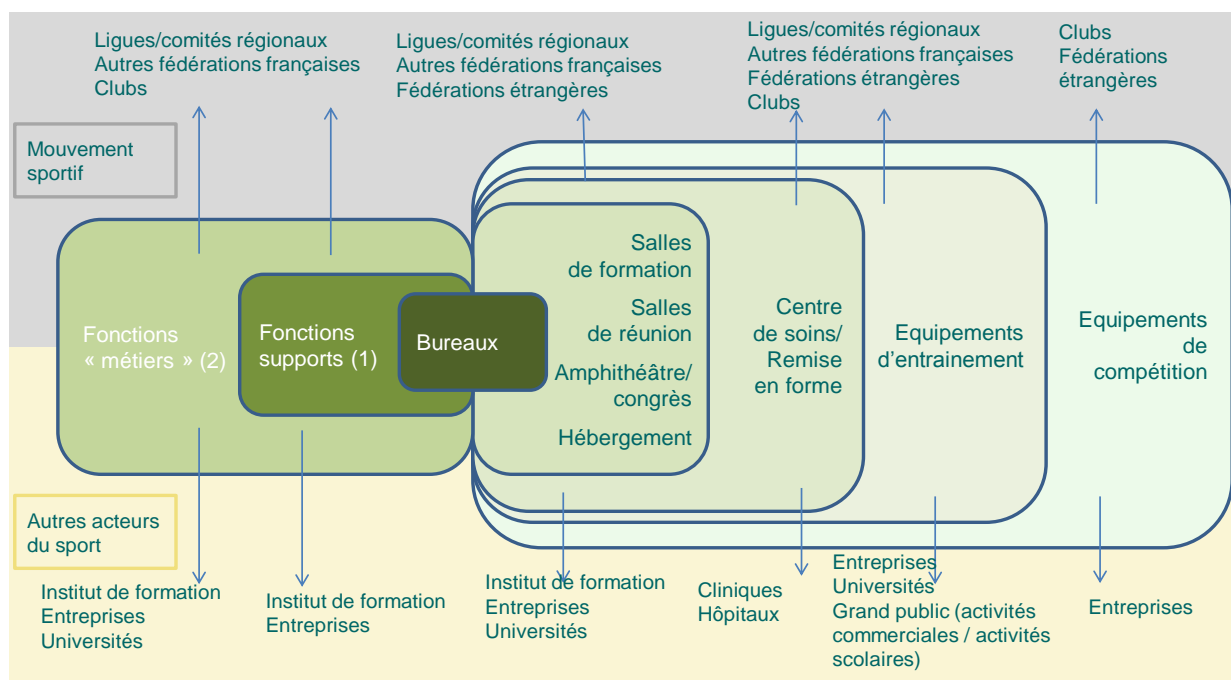 Ligues/comités régionaux
Autres fédérations françaises
Clubs
Ligues/comités régionaux
Autres fédérations françaises
Fédérations étrangères
Ligues/comités régionaux
Autres fédérations françaises
Fédérations étrangères
Clubs
Clubs
Fédérations
étrangères
Mouvement
sportif
Fonctions
« métiers » (2)
Fonctions
supports (1)
Bureaux
Salles
de formation
Salles
de réunion
Amphithéâtre/
congrès
Hébergement
Centre
de soins/
Remise
en forme
Equipements
d'entrainement
Equipements
de
compétition
Autres acteurs
du sport
Institut de formation
Entreprises
Universités
Institut de formation
Entreprises
Institut de formation
Entreprises
Universités
Cliniques
Hôpitaux
Entreprises
Universités
Grand public (activités
commerciales / activités
scolaires)
Entreprises